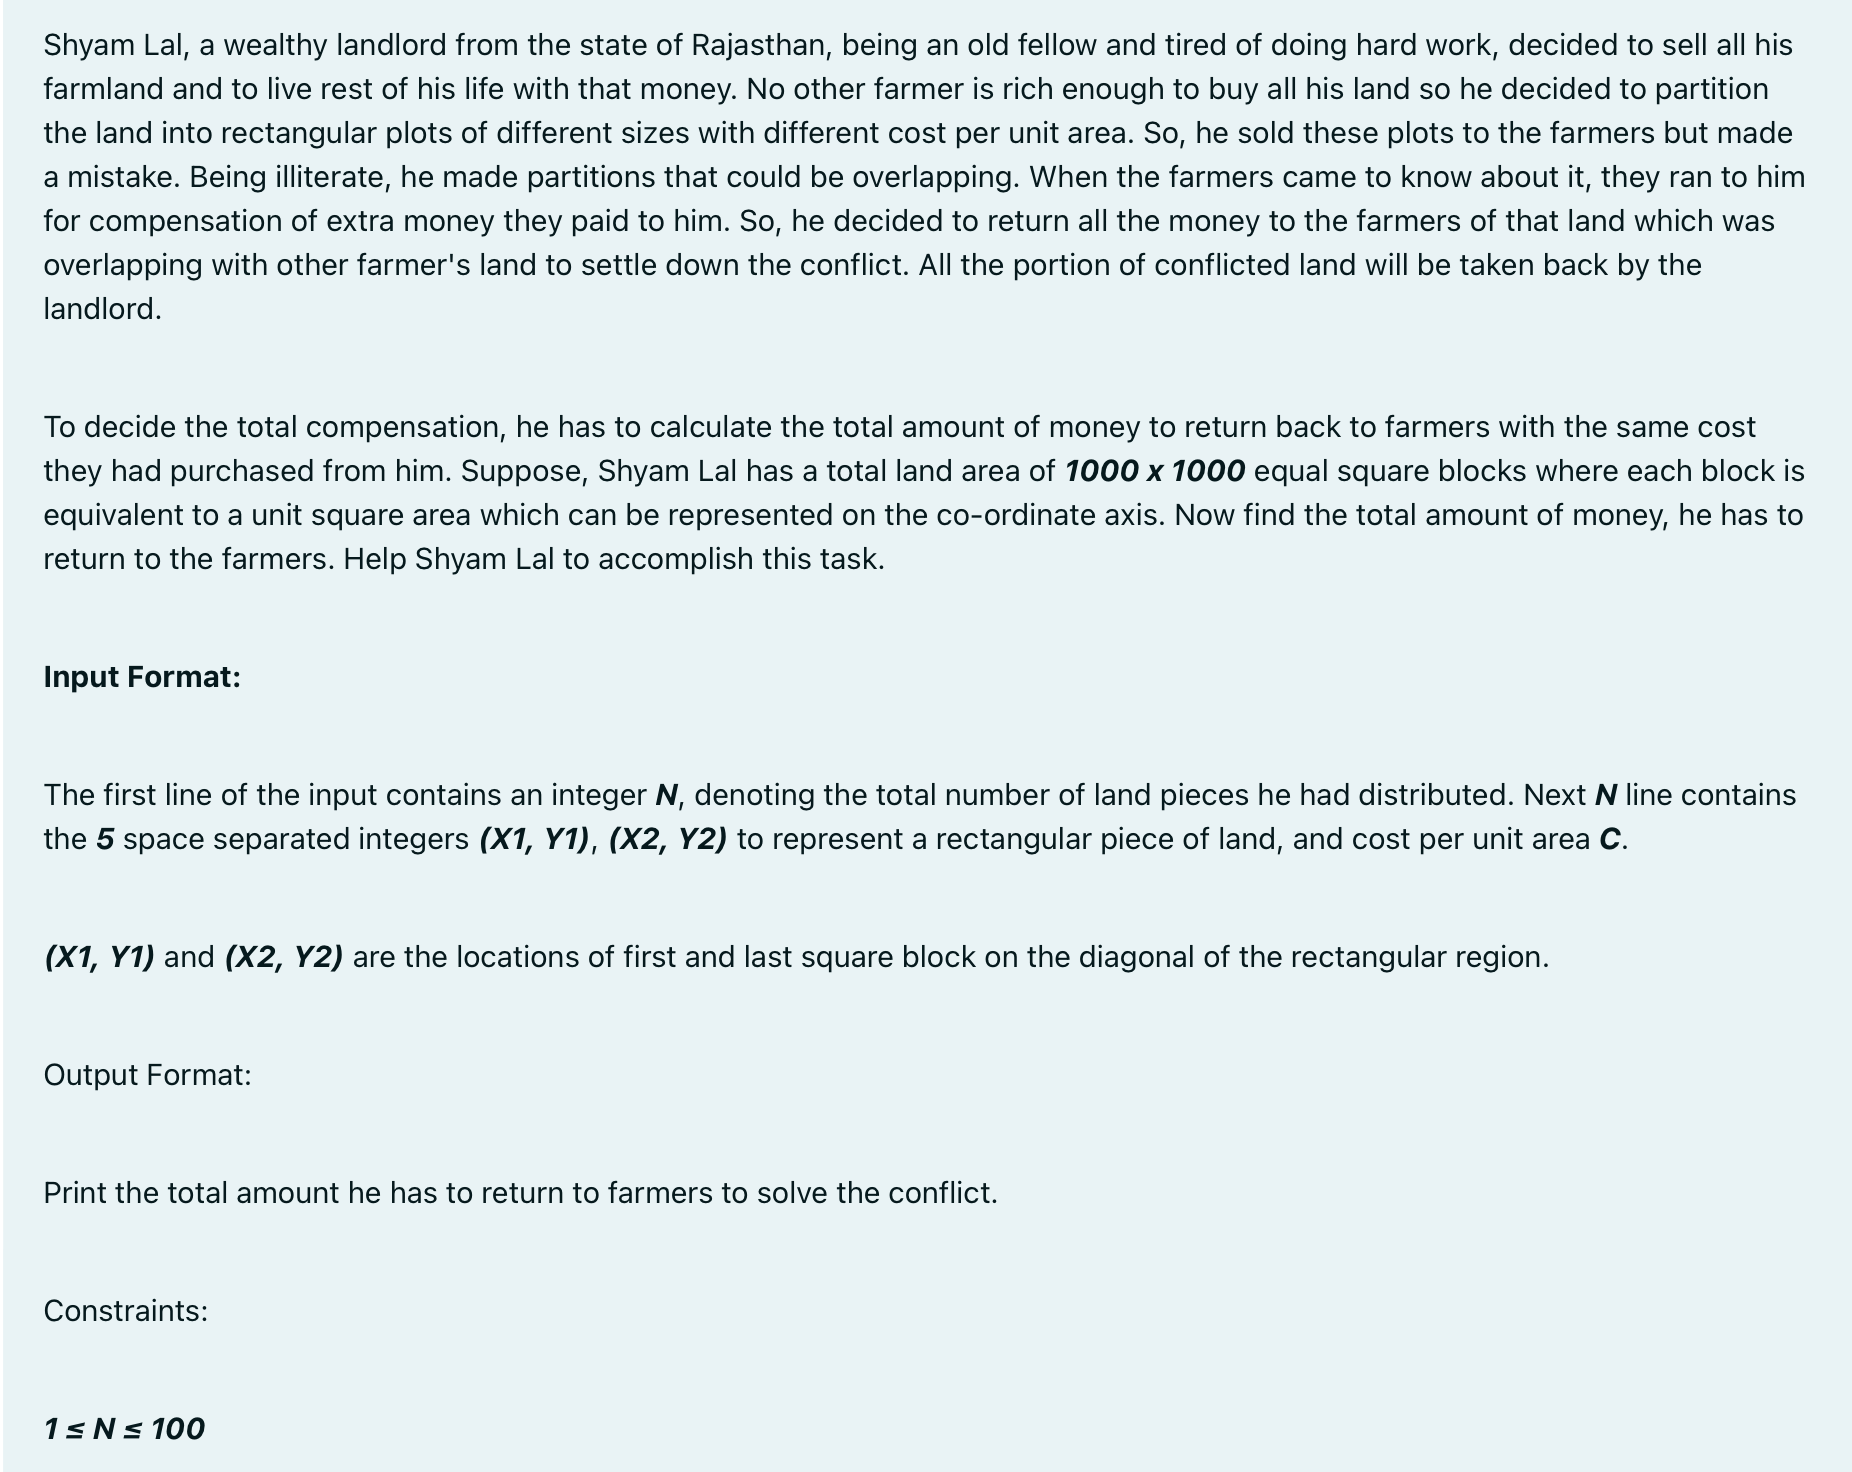 Shyam Lal, a wealthy landlord from the state of Rajasthan, being an old fellow and tired of doing hard work, decided to sell all his
farmland and to live rest of his life with that money. No other farmer is rich enough to buy all his land so he decided to partition
the land into rectangular plots of different sizes with different cost per unit area. So, he sold these plots to the farmers but made
a mistake. Being illiterate, he made partitions that could be overlapping. When the farmers came to know about it, they ran to him
for compensation of extra money they paid to him. So, he decided to return all the money to the farmers of that land which was
overlapping with other farmer's land to settle down the conflict. All the portion of conflicted land will be taken back by the
landlord.
To decide the total compensation, he has to calculate the total amount of money to return back to farmers with the same cost
they had purchased from him. Suppose, Shyam Lal has a total land area of 1000 x 1000 equal square blocks where each block is
equivalent to a unit square area which can be represented on the co-ordinate axis. Now find the total amount of money, he has to
return to the farmers. Help Shyam Lal to accomplish this task.
Input Format:
The first line of the input contains an integer N, denoting the total number of land pieces he had distributed. Next N line contains
the 5 space separated integers (X1, Y1), (X2, Y2) to represent a rectangular piece of land, and cost per unit area C.
(X1, Y1) and (X2, Y2) are the locations of first and last square block on the diagonal of the rectangular region.
Output Format:
Print the total amount he has to return to farmers to solve the conflict.
Constraints:
1 ≤ N ≤ 100